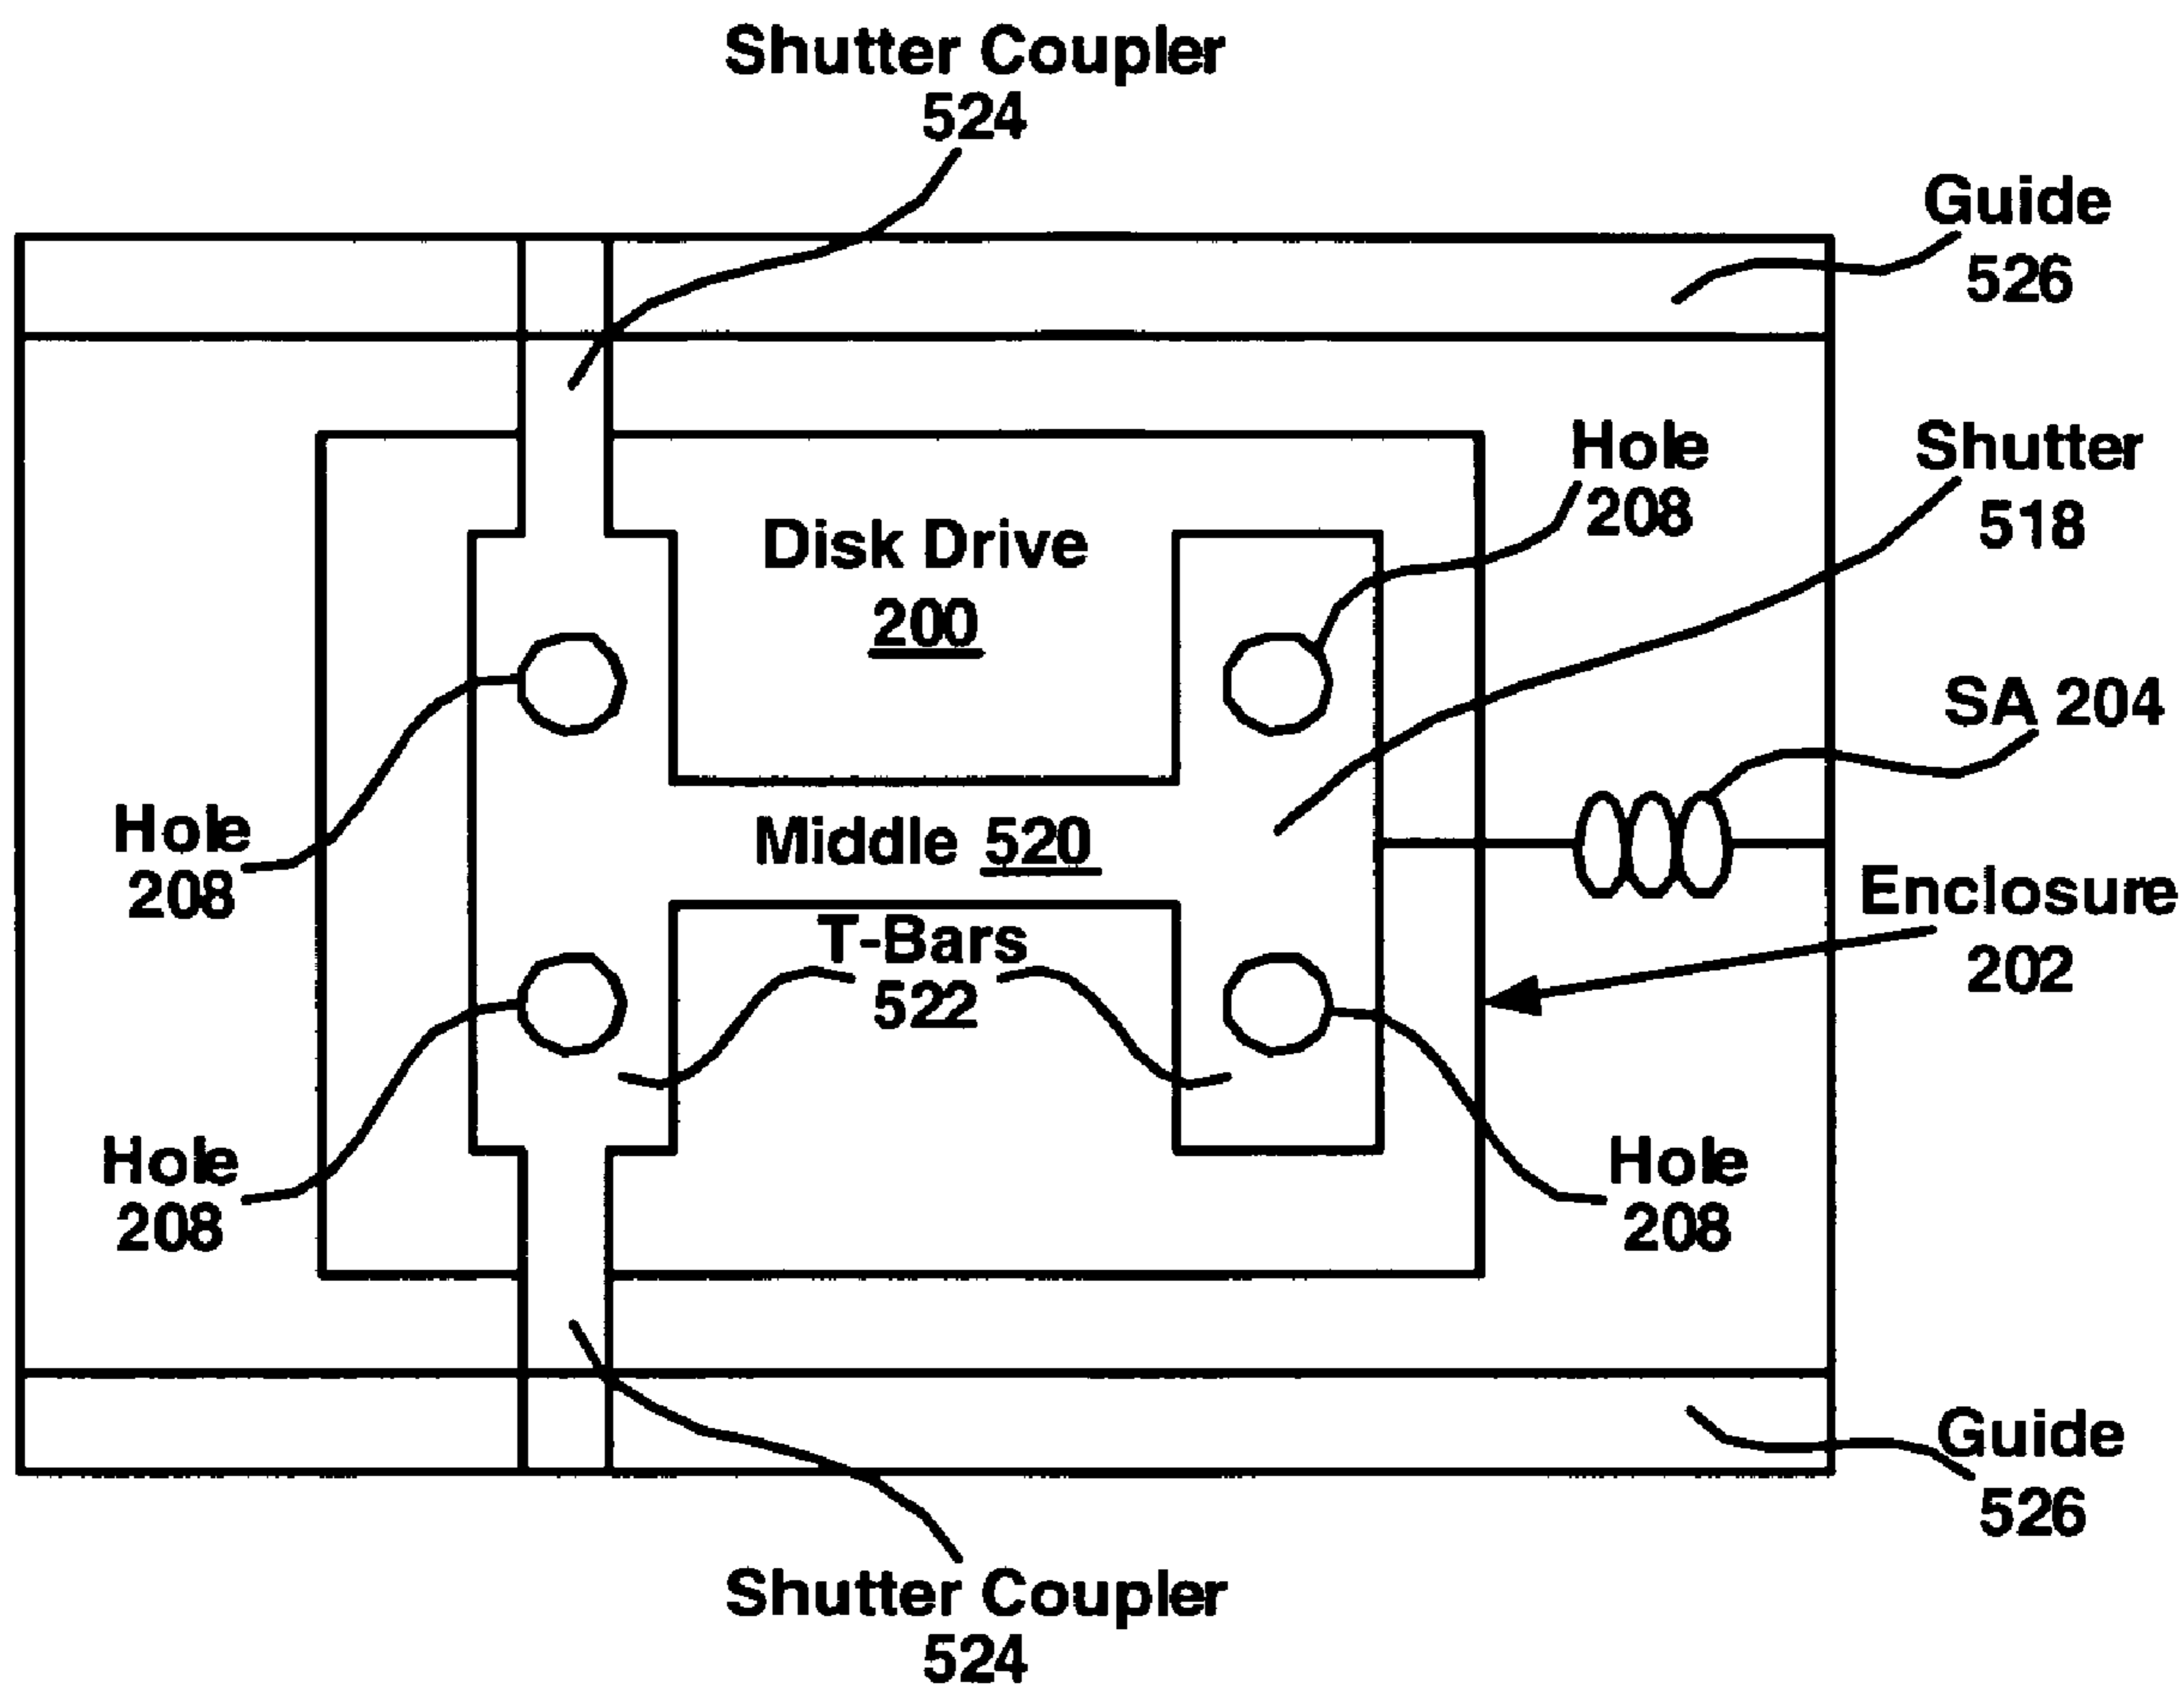 Shutter Coupler
524
Guide
526
Hole
208
Shutter
518
Disk Drive
200
SA 204
Hole
208
Middle 520
Enclosure
202
T-Bars
522
Hole
208
Hole
208
Guide
526
Shutter Coupler
524